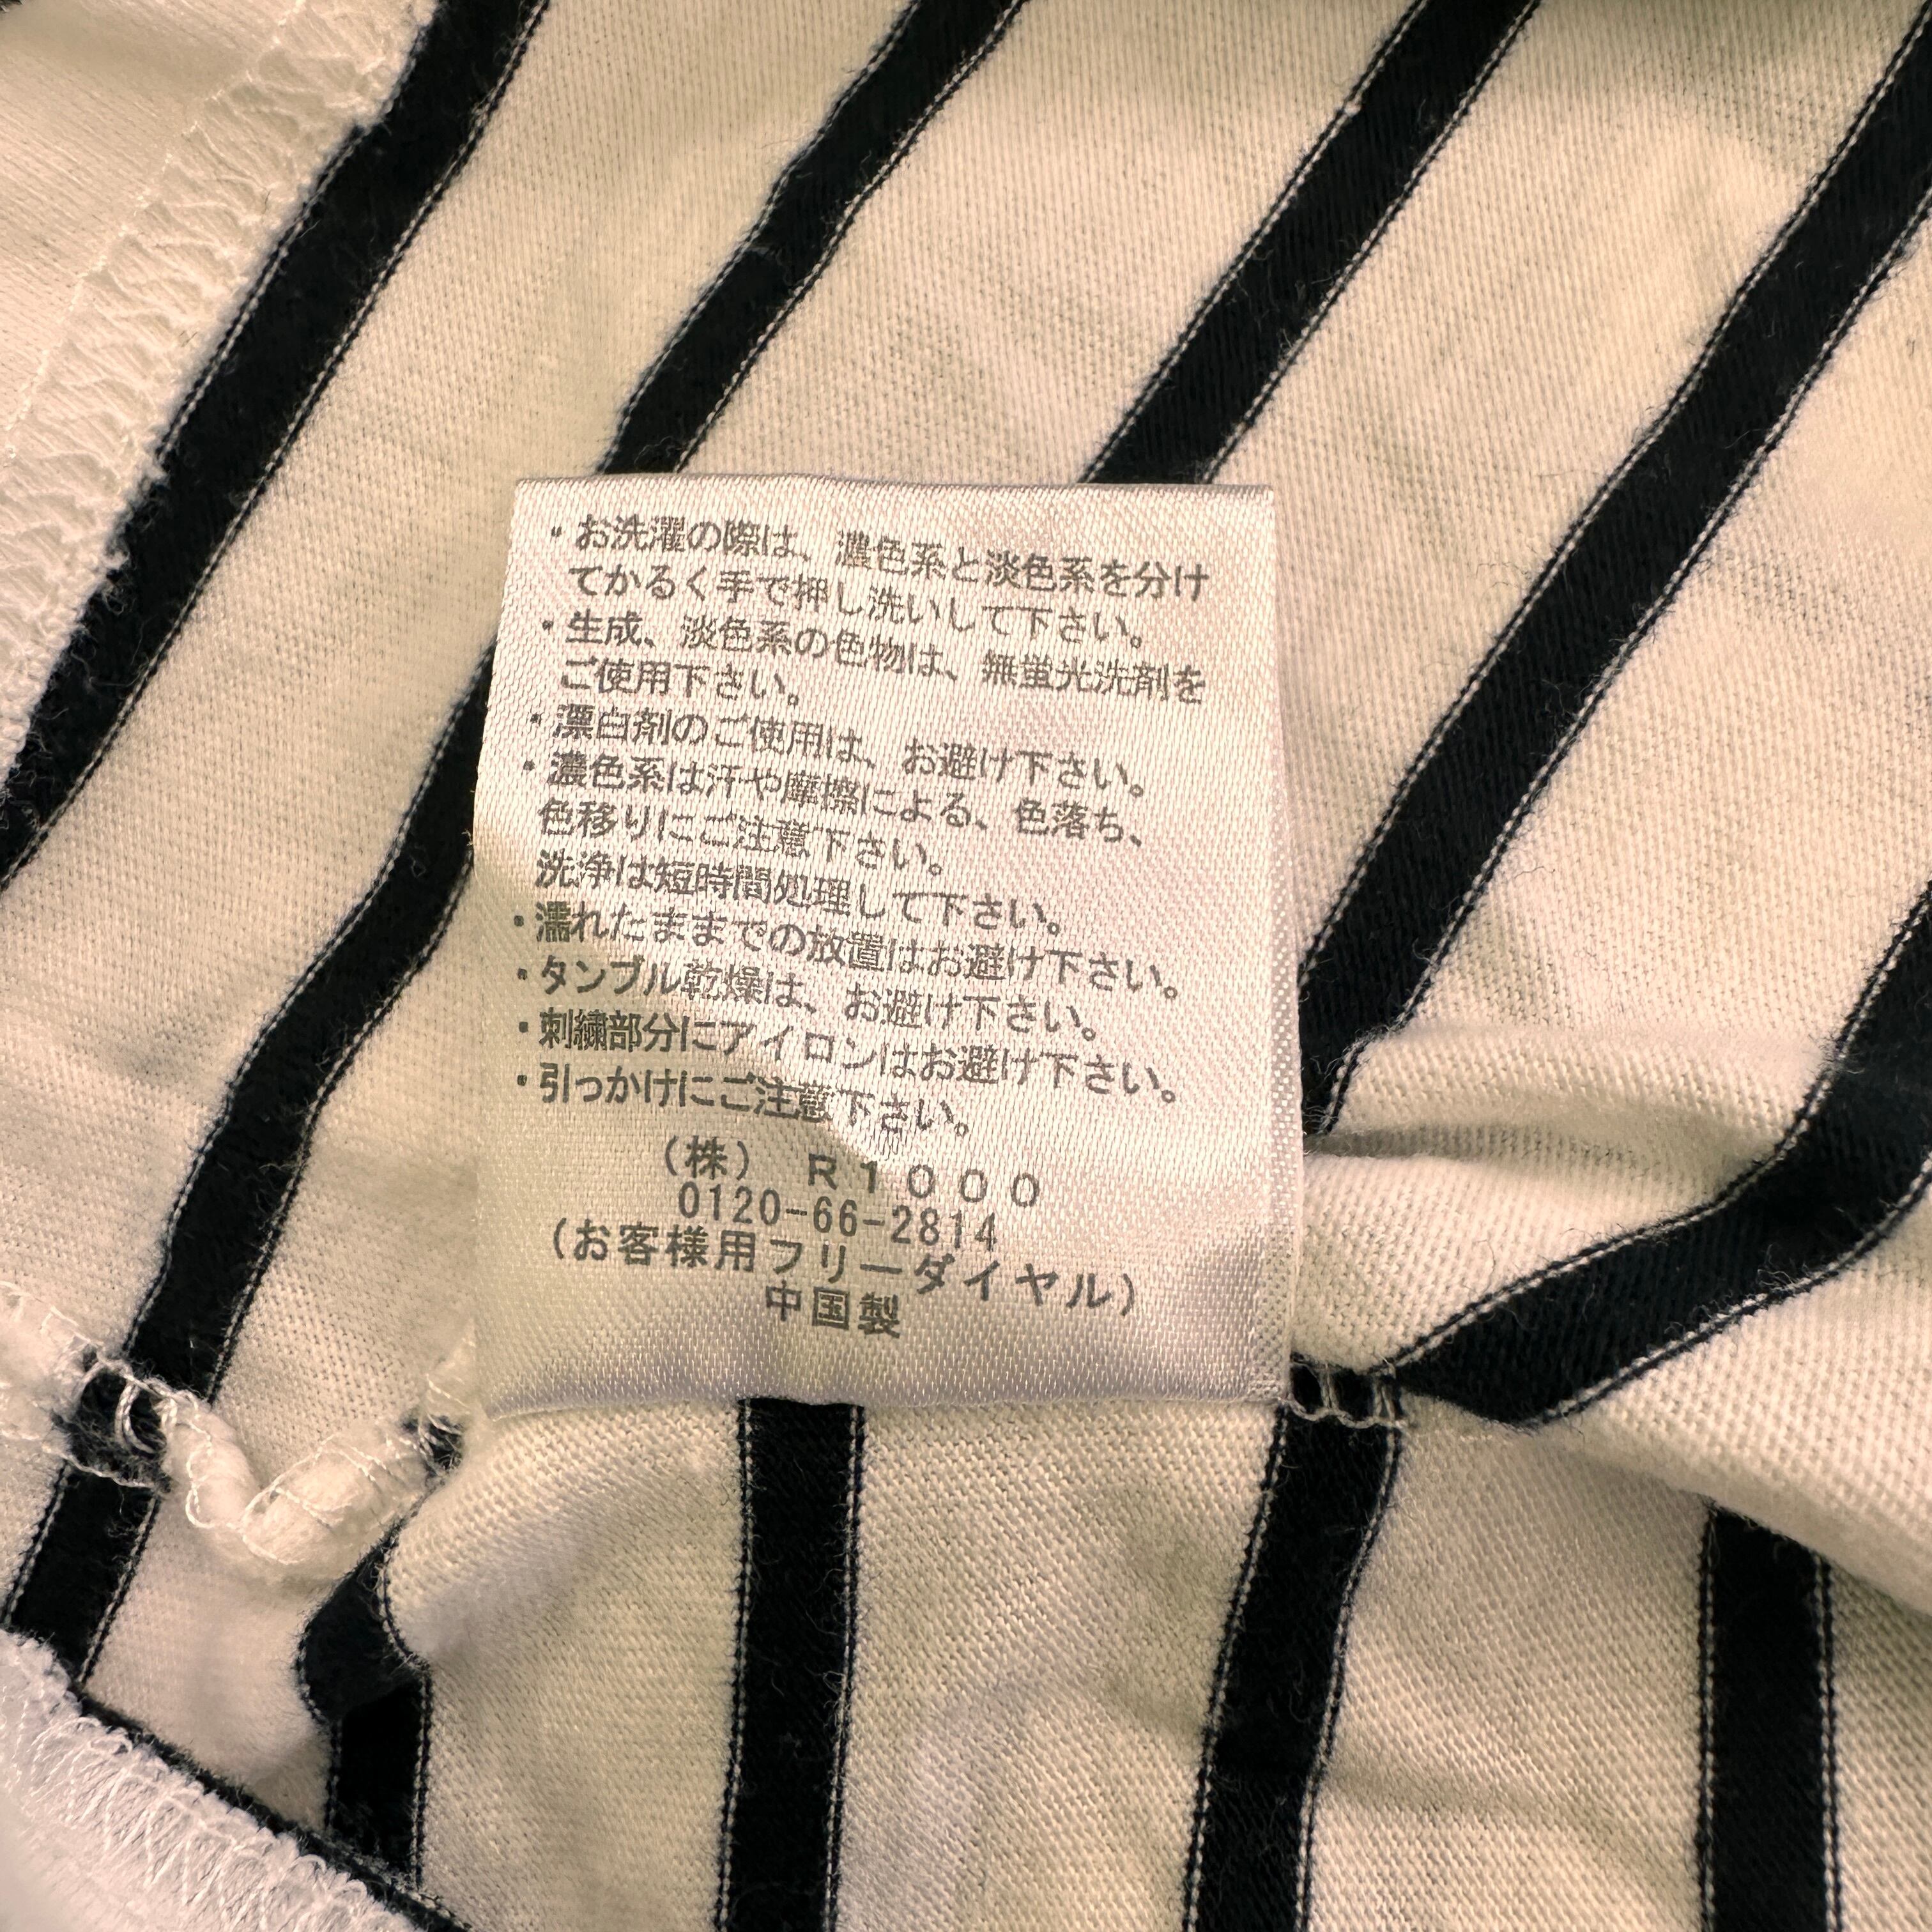 ・お洗濯の際は、濃色系と淡色系を分け
てかるく手で押し洗いして下さい。
・生成、淡色系の色物は、無蛍光洗剤を
ご使用下さい。
・漂白剤のご使用は、お避け下さい。
・濃色系は汗や摩擦による、色落ち、
色移りにご注意下さい。
洗浄は短時間処理して下さい。
・濡れたままでの放置はお避け下さい。
・タンブル乾燥は、お避け下さい。
・刺繍部分にアイロンはお避け下さい。
・引っかけにご注意下さい。
(株) R1000
0120-66-2814
(お客様用フリーダイヤル)
中国製